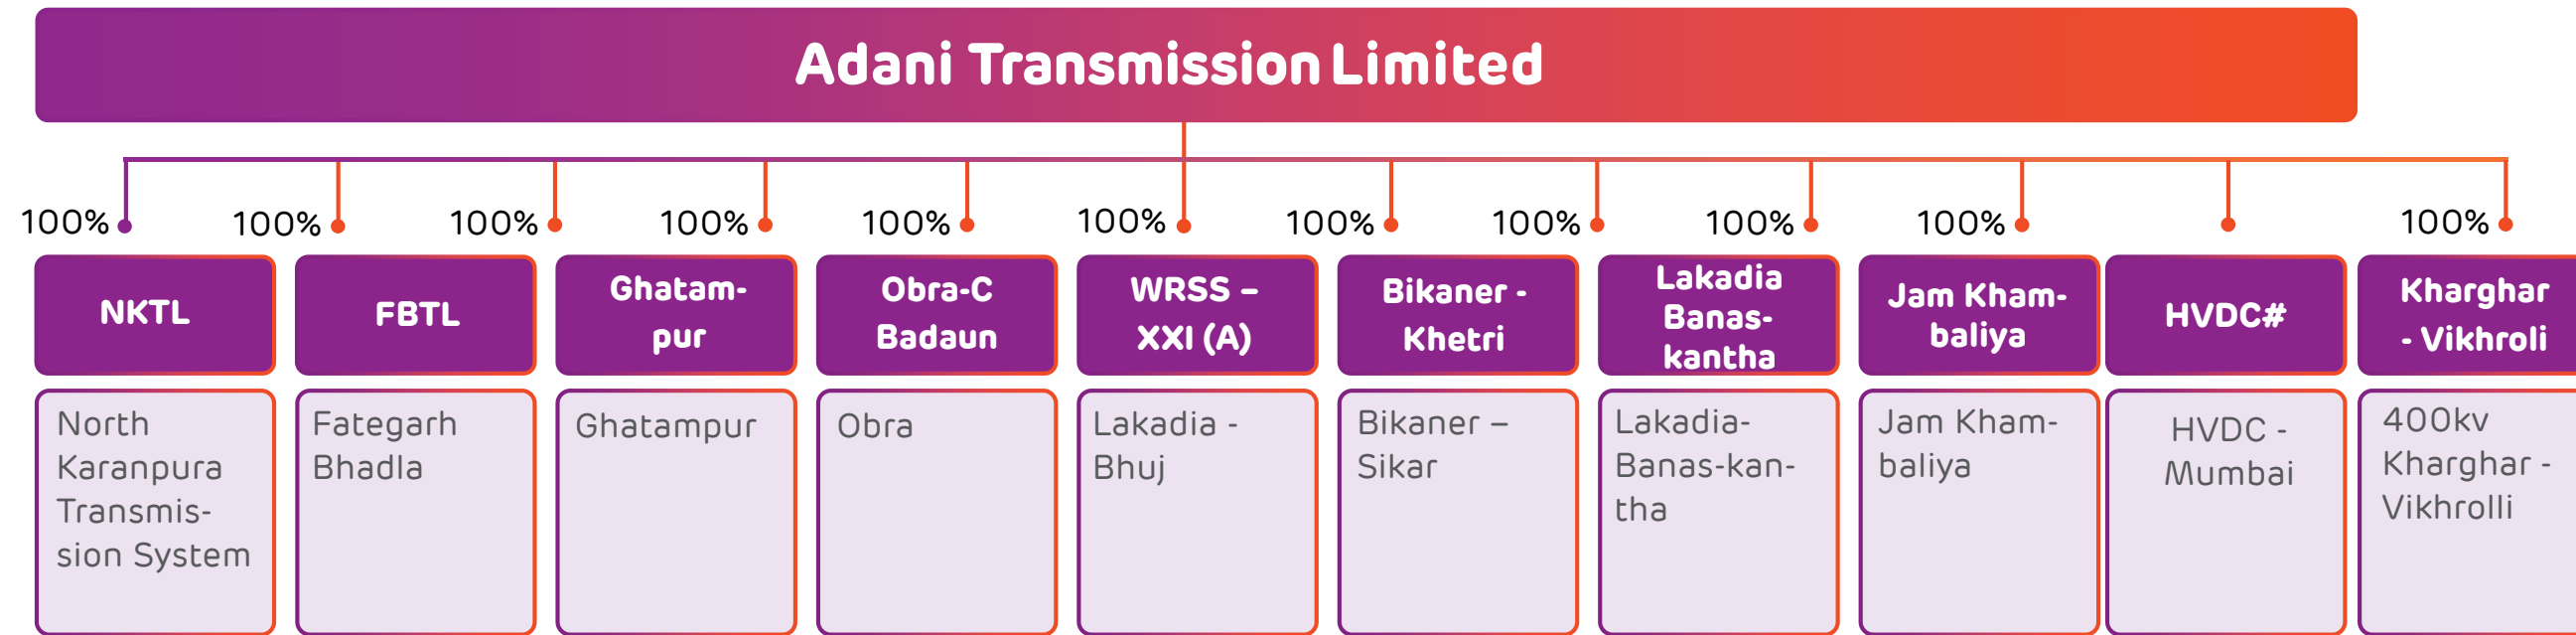 Adani Transmission Limited
100%
100%
100%
100%
100%
100%
100%
100%
100%
100%
100%
NKTL
FBTL
Ghatam-
pur
Obra-C
Badaun
WRSS –
XXI (A)
Bikaner -
Khetri
Lakadia
Banas-
kantha
Jam Kham-
baliya
HVDC#
Kharghar
- Vikhroli
North
Karanpura
Transmis-
sion System
Fategarh
Bhadla
Ghatampur
Obra
Lakadia -
Bhuj
Bikaner –
Sikar
Lakadia-
Banas-kan-
tha
Jam Kham-
baliya
HVDC -
Mumbai
400kv
Kharghar -
Vikhrolli